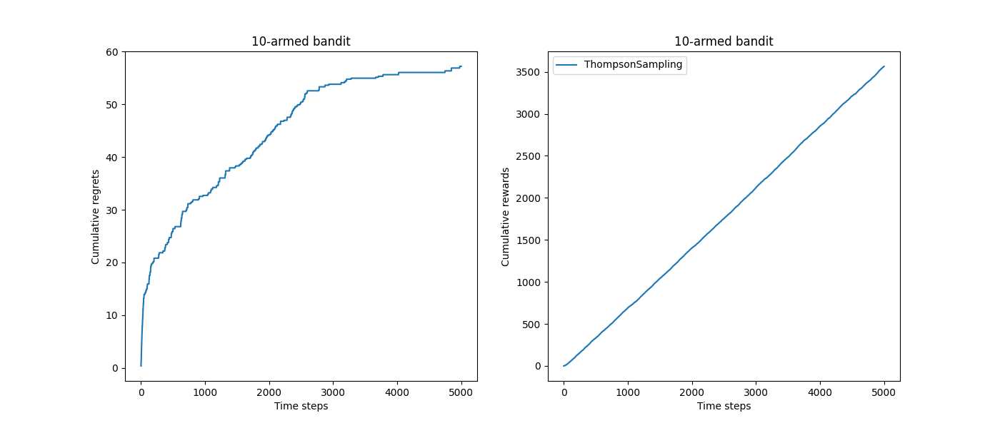 10-armed bandit
60
50
40
30
20
10
0
Cumulative regrets
0 1000 2000 3000 4000 5000
Time steps
10-armed bandit
ThompsonSampling
3500
3000
2500
2000
1500
1000
500
0
Cumulative rewards
0 1000 2000 3000 4000 5000
Time steps